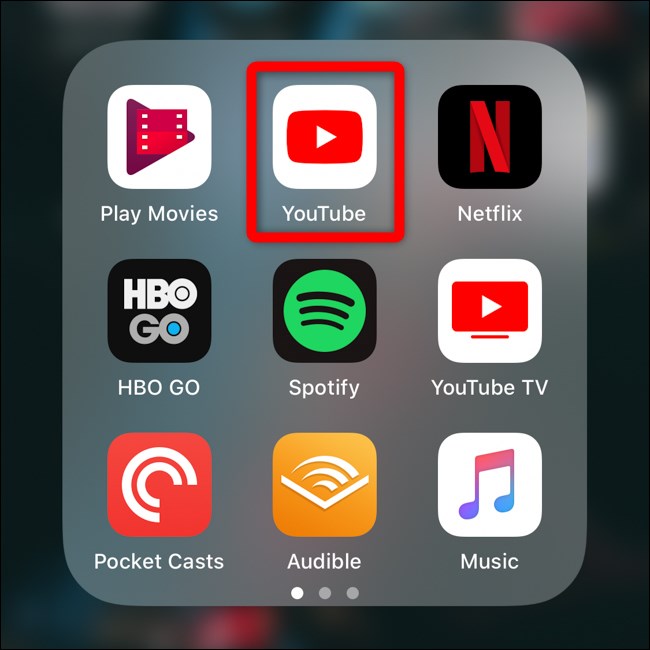 Play Movies
YouTube
N
Netflix
HBO
GO
HBO GO
Spotify
YouTube TV
Pocket Casts
Audible
Music